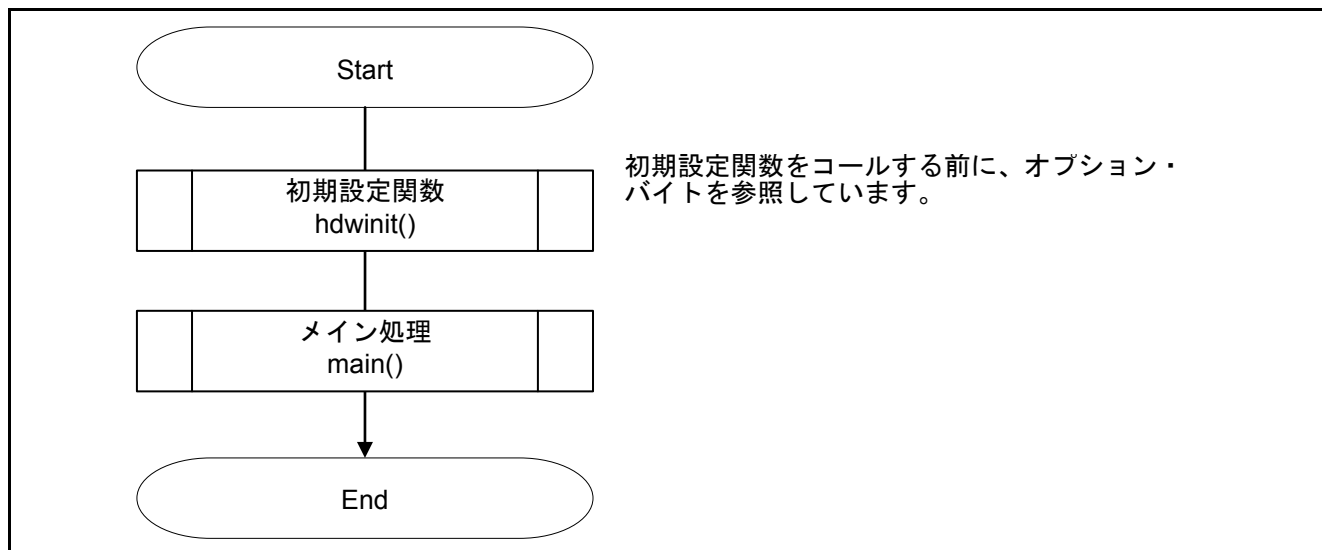 Start
初期設定関数
hdwinit()
初期設定関数をコールする前に、オプション・
バイトを参照しています。
メイン処理
main()
End